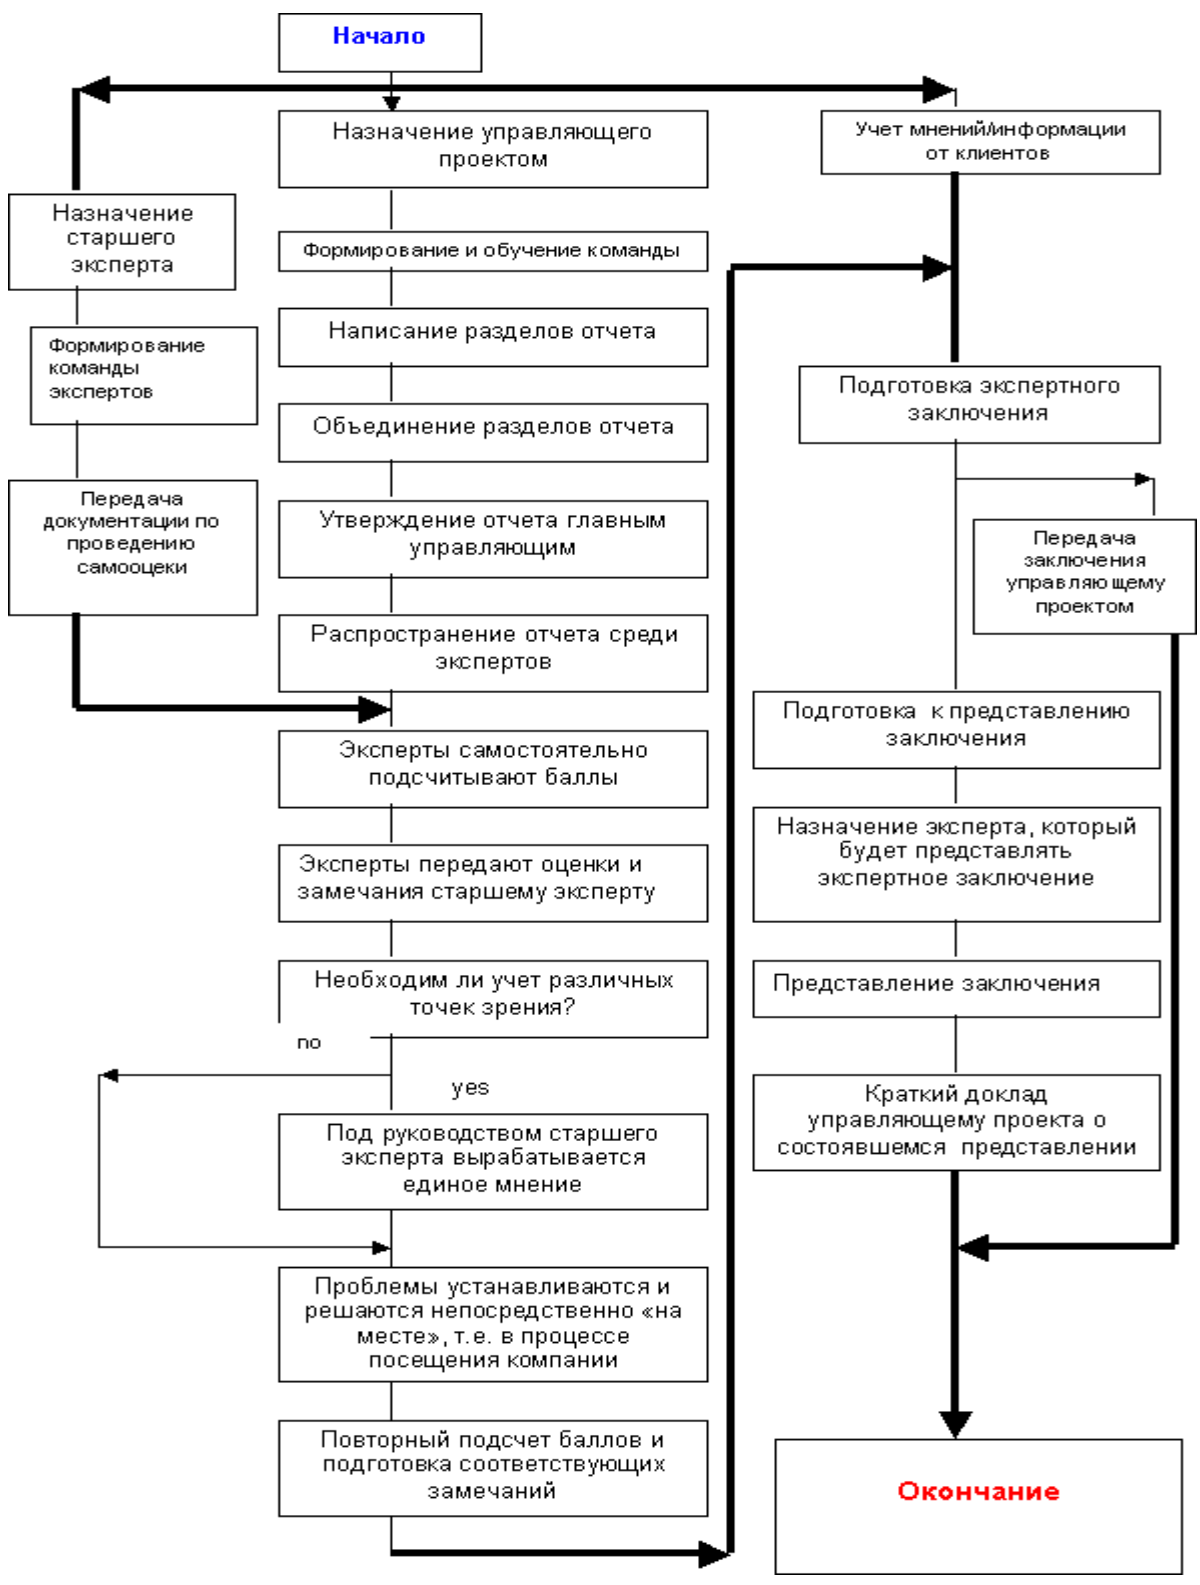 Начало
Назначение управляющего
проектом
Учет мнений/информации
от клиентов
Назначение
старшего
эксперта
Формирование и обучение команды
Формирование
команды
экспертов
Написание разделов отчета
Объединение разделов отчета
Подготовка экспертного
заключения
Передача
документации по
проведению
самооцеки
Утверждение отчета главным
управляющим
Передача
заключения
управляющему
проектом
Распространение отчета среди
экспертов
Эксперты самостоятельно
подсчитывают баллы
Подготовка к представлению
заключения
Эксперты передают оценки и
замечания старшему эксперту
Назначение эксперта, который
будет представлять
экспертное заключение
Необходим ли учет различных
точек зрения?
Представление заключения
no
yes
Под руководством старшего
эксперта вырабатывается
единое мнение
Краткий доклад
управляющему проекта о
состоявшемся представлении
Проблемы устанавливаются и
решаются непосредственно «на
месте», т.е. в процессе
посещения компании
Повторный подсчет баллов и
подготовка соответствующих
замечаний
Окончание